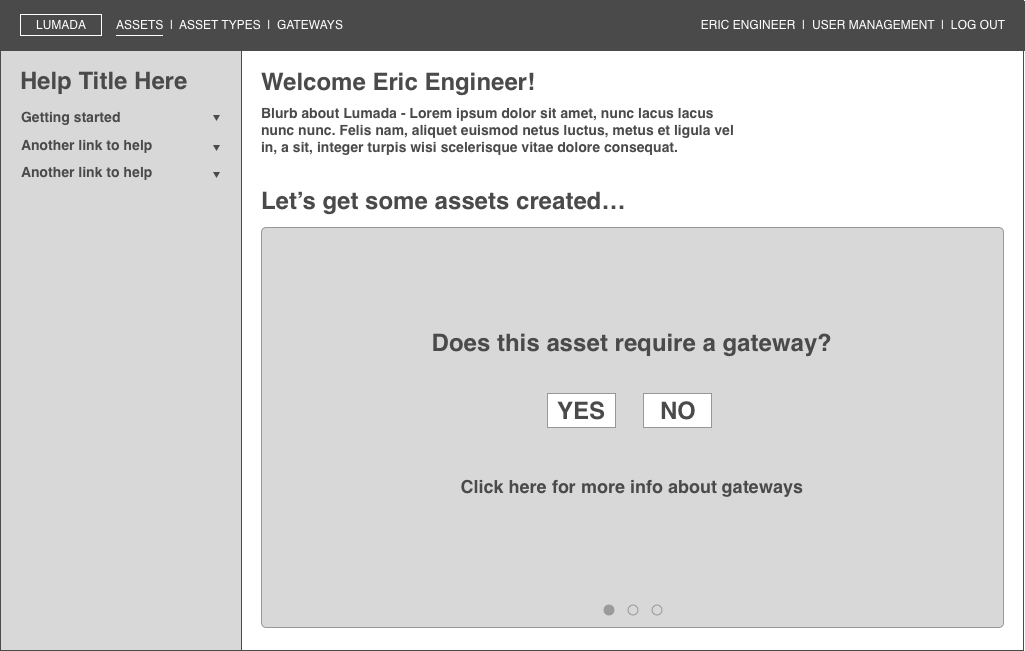 LUMADA
ASSETS | ASSET TYPES | GATEWAYS
ERIC ENGINEER | USER MANAGEMENT | LOG OUT
Help Title Here
Getting started
Another link to help
Another link to help
Welcome Eric Engineer!
Blurb about Lumada - Lorem ipsum dolor sit amet, nunc lacus lacus
nunc nunc. Felis nam, aliquet euismod netus luctus, metus et ligula vel
in, a sit, integer turpis wisi scelerisque vitae dolore consequat.
Let’s get some assets created…
Does this asset require a gateway?
YES NO
Click here for more info about gateways